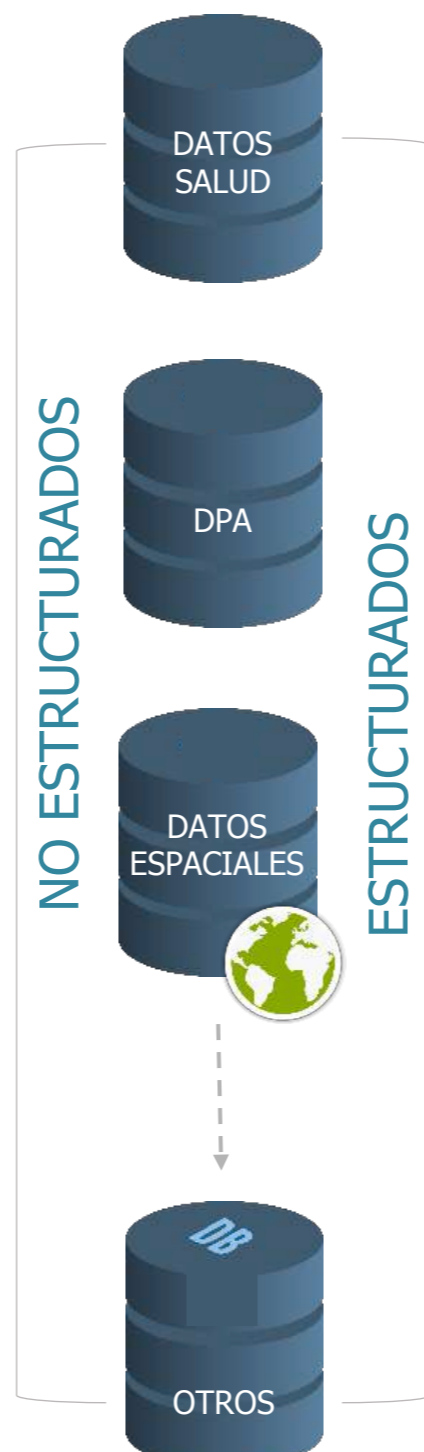 DATOS
SALUD
NO ESTRUCTURADOS
DPA
ESTRUCTURADOS
DATOS
ESPACIALES
DB
OTROS